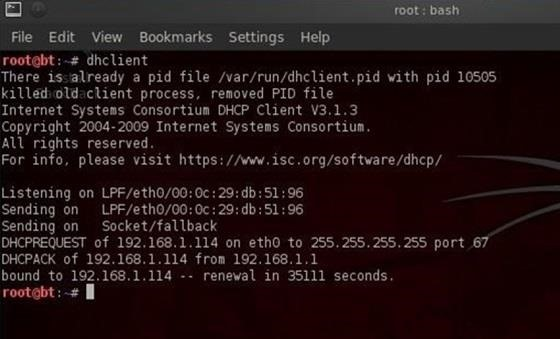 root : bash
File Edit View Bookmarks Settings Help
root@bt:~# dhclient
There is already a pid file /var/run/dhclient.pid with pid 10505
killed old client process, removed PID file
Internet Systems Consortium DHCP Client V3.1.3
Copyright 2004-2009 Internet Systems Consortium.
All rights reserved.
For info, please visit https://www.isc.org/software/dhcp/
Listening on LPF/eth0/00:0c:29:db:51:96
Sending on   LPF/eth0/00:0c:29:db:51:96
Sending on   Socket/fallback
DHCPREQUEST of 192.168.1.114 on eth0 to 255.255.255.255 port 67
DHCPACK of 192.168.1.114 from 192.168.1.1
bound to 192.168.1.114 -- renewal in 35111 seconds.
root@bt:~#